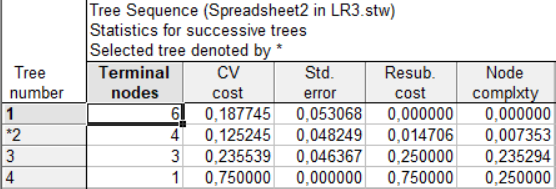 Tree Sequence (Spreadsheet2 in LR3.stw)
Statistics for successive trees
Selected tree denoted by *
Tree number Terminal nodes CV cost Std. error Resub. cost Node complxty
1 6 0,187745 0,053068 0,000000 0,000000
*2 4 0,125245 0,048249 0,014706 0,007353
3 3 0,235539 0,046367 0,250000 0,235294
4 1 0,750000 0,000000 0,750000 0,250000